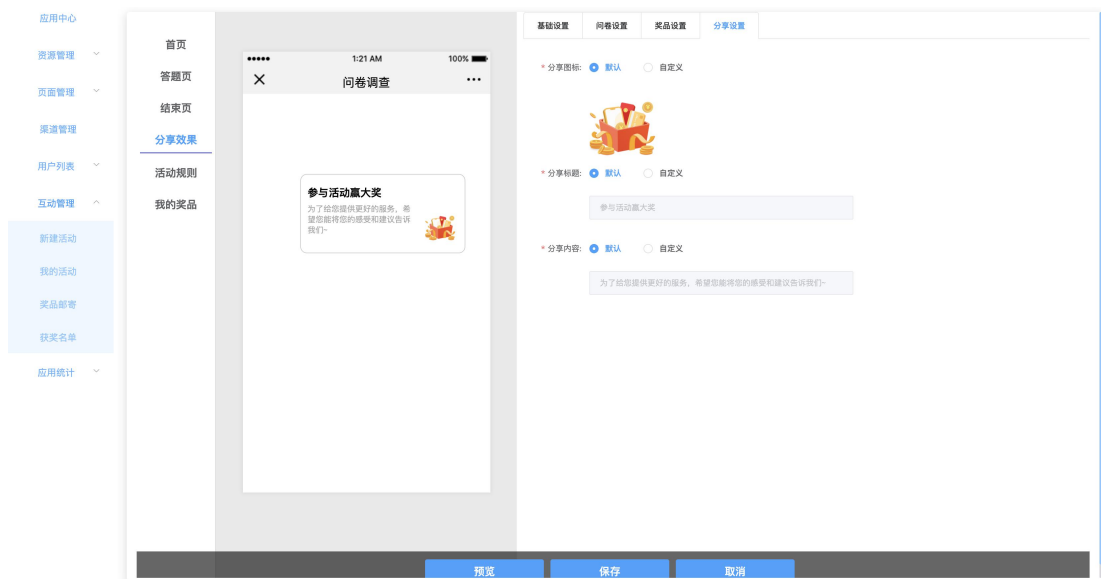 应用中心
资源管理
页面管理
渠道管理
用户列表
互动管理
新建活动
我的活动
奖品邮寄
获奖名单
应用统计
首页
答题页
结束页
分享效果
活动规则
我的奖品
1:21 AM
100%
问卷调查
参与活动赢大奖
为了给您提供更好的服务，希
望您能将您的感受和建议告诉
我们~
基础设置 问卷设置 奖品设置 分享设置
* 分享图标: 默认 自定义
* 分享标题: 默认 自定义
参与活动赢大奖
* 分享内容: 默认 自定义
为了给您提供更好的服务，希望您能将您的感受和建议告诉我们~
预览 保存 取消